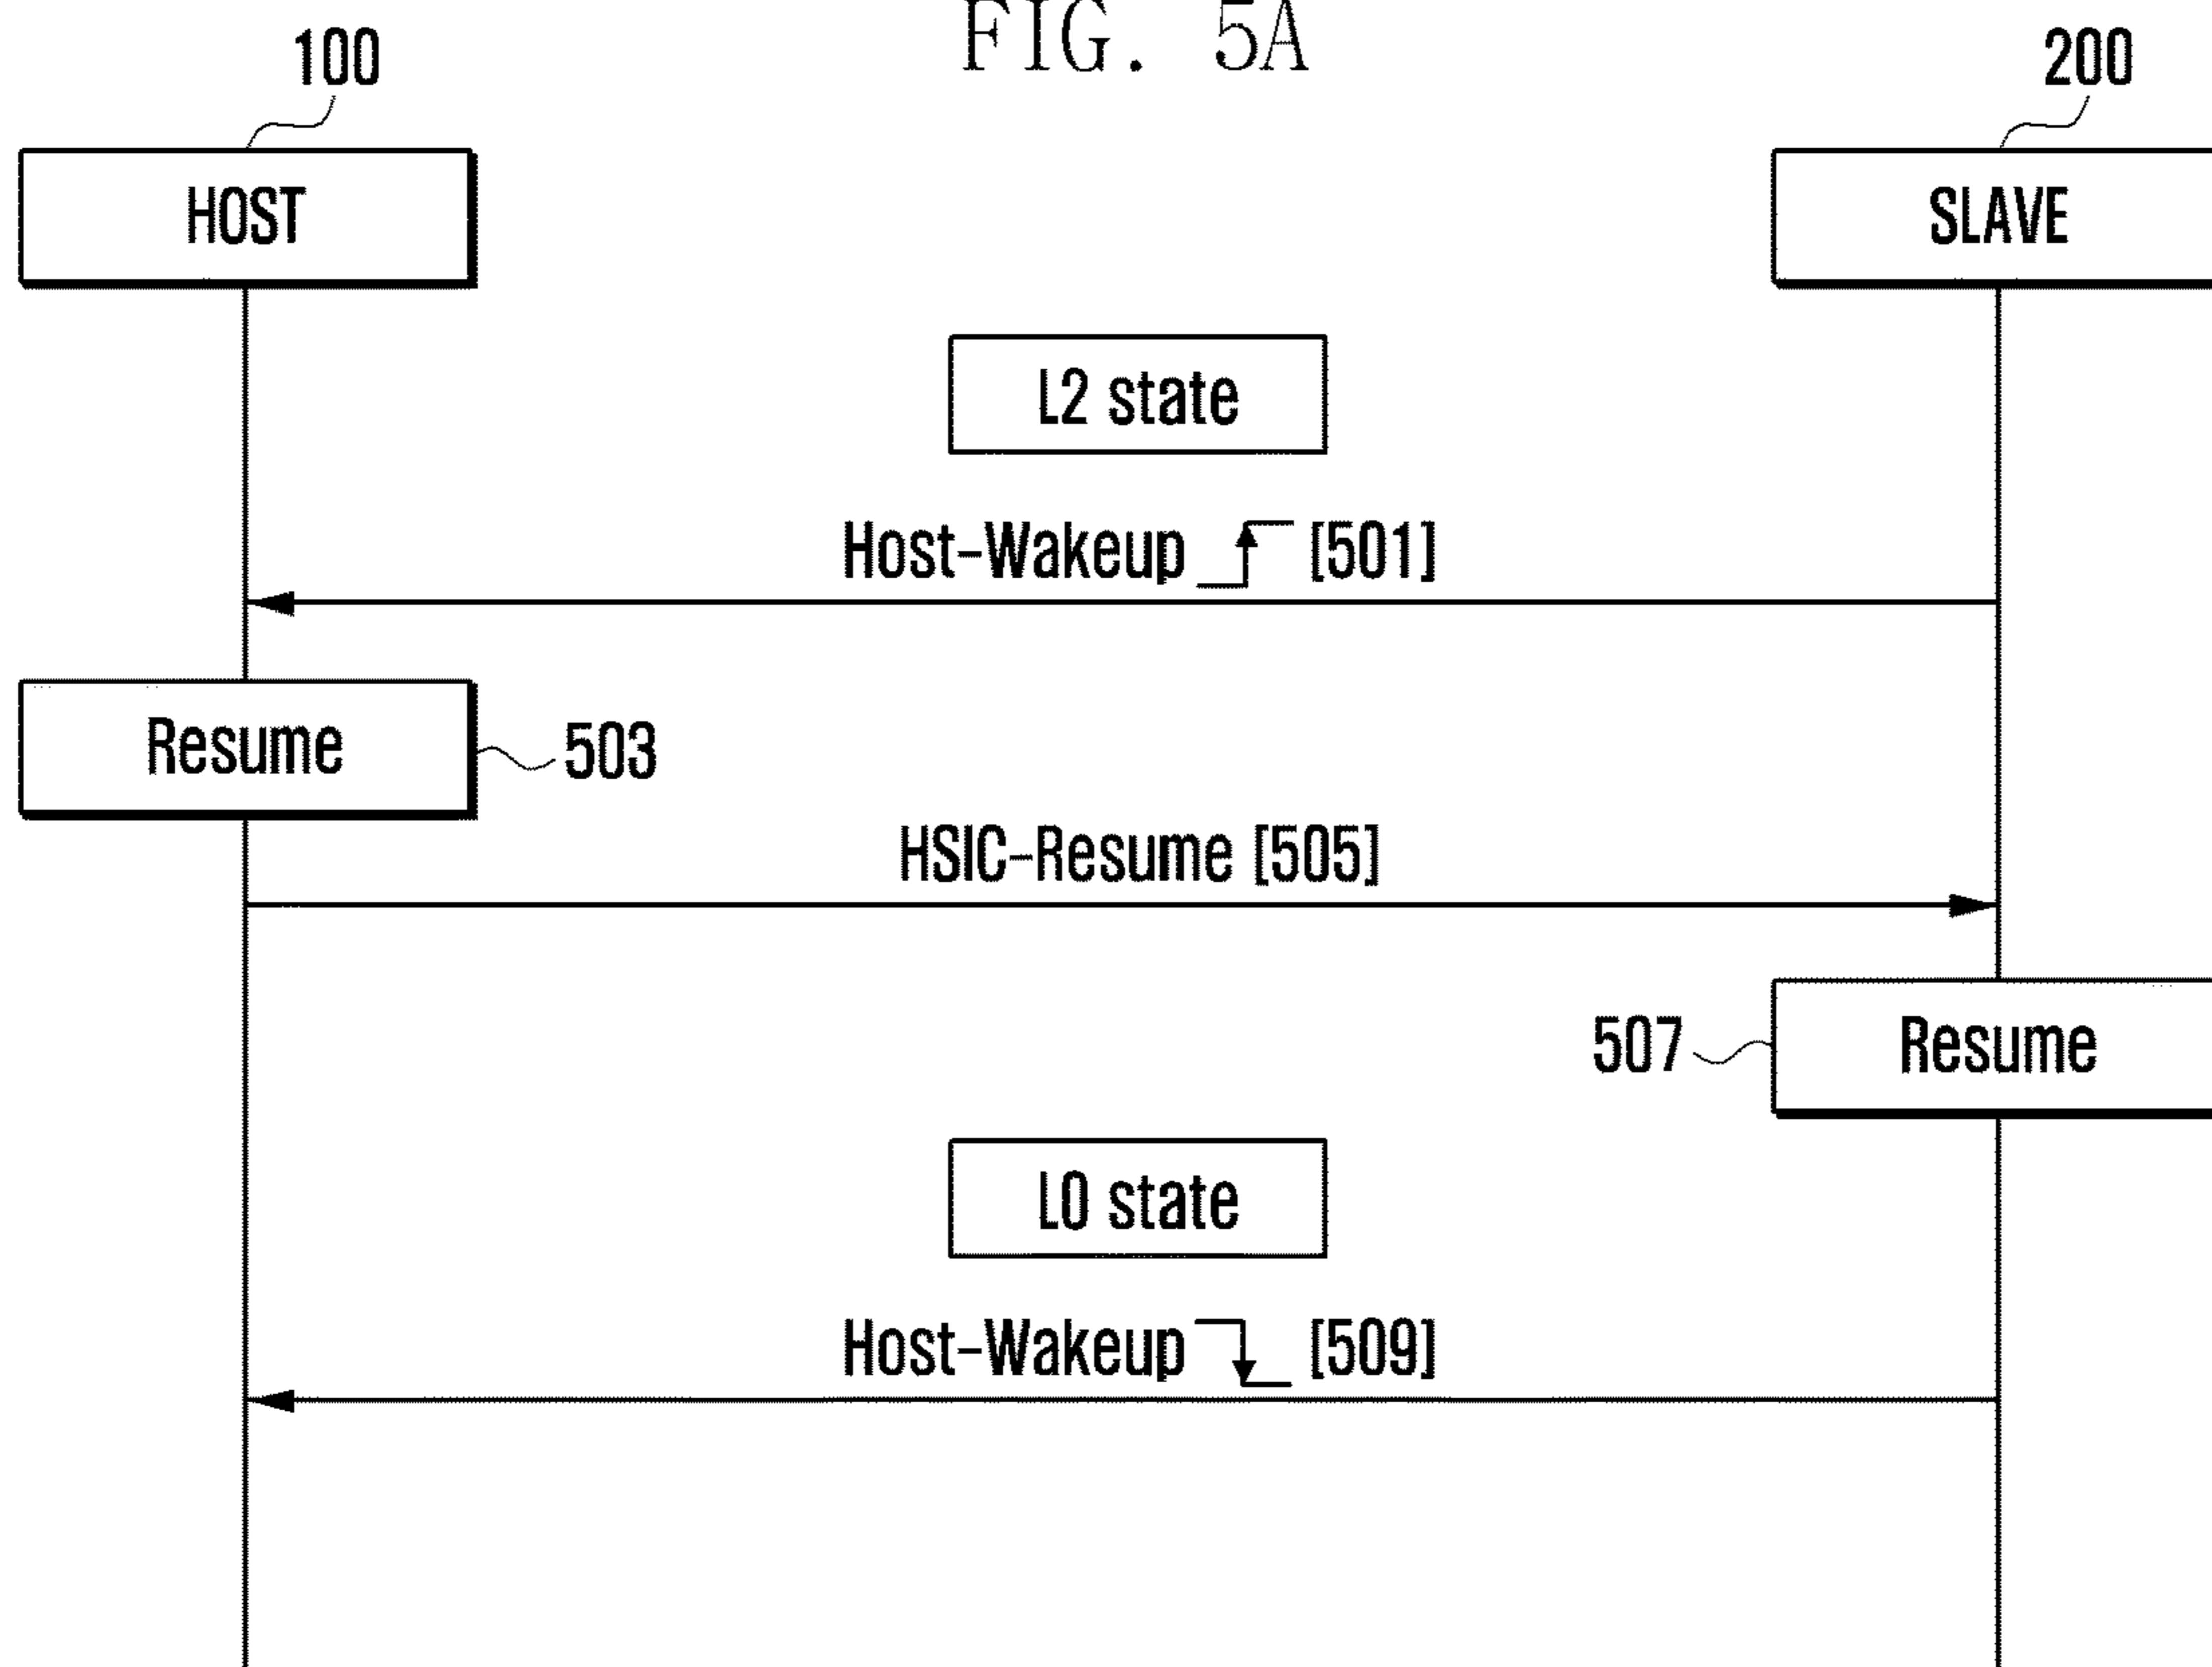 FIG. 5A
100
200
HOST
SLAVE
L2 state
Host-Wakeup [501]
Resume
503
HSIC-Resume [505]
507
Resume
L0 state
Host-Wakeup [509]